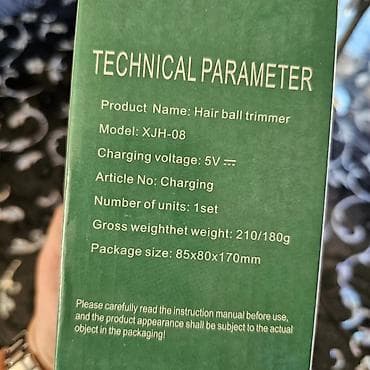 TECHNICAL PARAMETER
Product Name: Hair ball trimmer
Model: XJH-08
Charging voltage: 5V ⎓
Article No: Charging
Number of units: 1set
Gross weighthet weight: 210/180g
Package size: 85x80x170mm
Please carefully read the instruction manual before use,
and the product appearance shall be subject to the actual
object in the packaging!